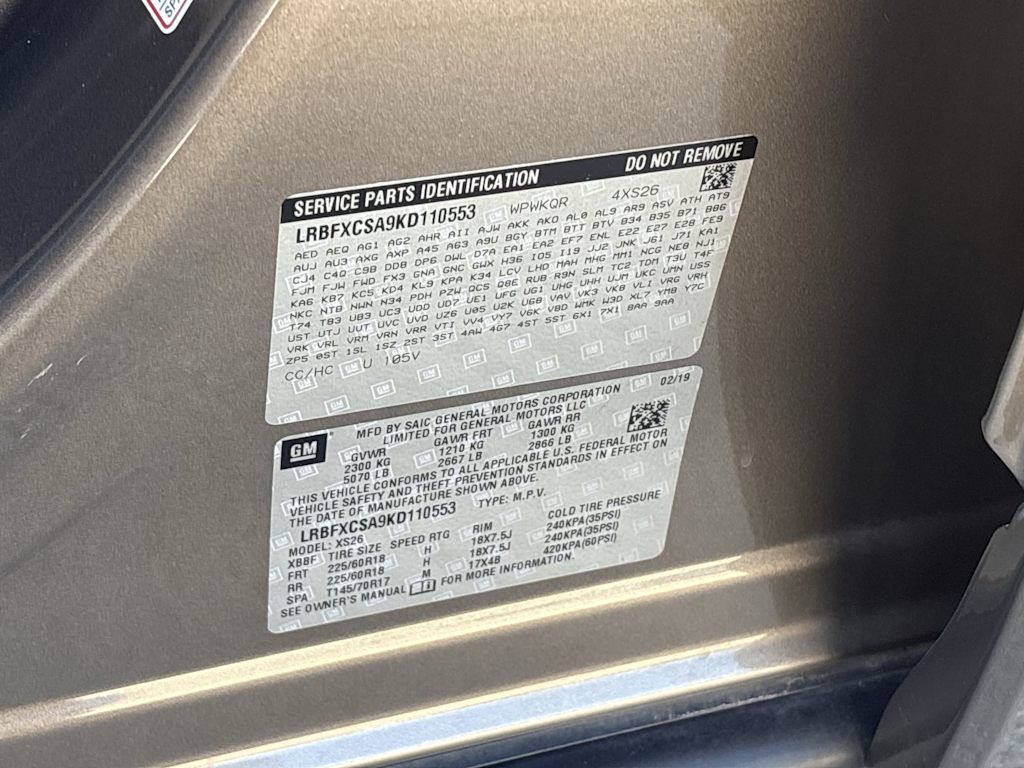 SERVICE PARTS IDENTIFICATION DO NOT REMOVE
LRBFXCSA9KD110553 WPWKQR 4XS26
AED AEQ AG1 AG2 AHR AII AJW AKK AKO AL0 AL9 AR9 ASV ATH AT9
AUJ AU3 AXG AXP A45 A63 A9U BGY BTM BTT BTV B34 B35 B71 B86
CJ4 C4Q C9B DD8 DP6 DWL D7A EA1 EA2 EF7 ENL E22 E27 E28 FE9
FJM FJW FWD FX3 GNA GNC GWX H36 IO5 I19 JJ2 JNK J61 J71 KA1
KA6 KB7 KC5 KD4 KL9 KPA K34 LCV LHD MAH MHG MM1 NCG NE8 NJ1
NKC NTB NWN N34 PDH PZW QC5 Q8E RU8 R9N SLM TC2 TDM T3U T4F
T74 T83 UB3 UC3 UDD UD7 UE1 UFG UG1 UHG UHH UJM UKC UMN USS
UST UTJ UUT UVC UVD UZ6 U05 U2K U68 VAV VK3 VK8 VLI VRG VRH
VRK VRL VRM VRN VRR VTI VV4 VY7 V6K V8D WMK W3D XL7 YM8 Y7C
ZP5 0ST 1SL 1SZ 2ST 3ST 4AW 4G7 4ST 5ST 6X1 7X1 8AA 9AA
CC/HC U 105V
GM
MFD BY SAIC GENERAL MOTORS CORPORATION 02/19
LIMITED FOR GENERAL MOTORS LLC
GVWR GAWR FRT GAWR RR
2300 KG 1210 KG 1300 KG
5070 LB 2667 LB 2866 LB
THIS VEHICLE CONFORMS TO ALL APPLICABLE U.S. FEDERAL MOTOR
VEHICLE SAFETY AND THEFT PREVENTION STANDARDS IN EFFECT ON
THE DATE OF MANUFACTURE SHOWN ABOVE.
LRBFXCSA9KD110553 TYPE: M.P.V.
MODEL: XS26
XBBF TIRE SIZE SPEED RTG RIM COLD TIRE PRESSURE
FRT 225/60R18 H 18X7.5J 240KPA(35PSI)
RR 225/60R18 H 18X7.5J 240KPA(35PSI)
SPA T145/70R17 M 17X4B 420KPA(60PSI)
SEE OWNER'S MANUAL FOR MORE INFORMATION.